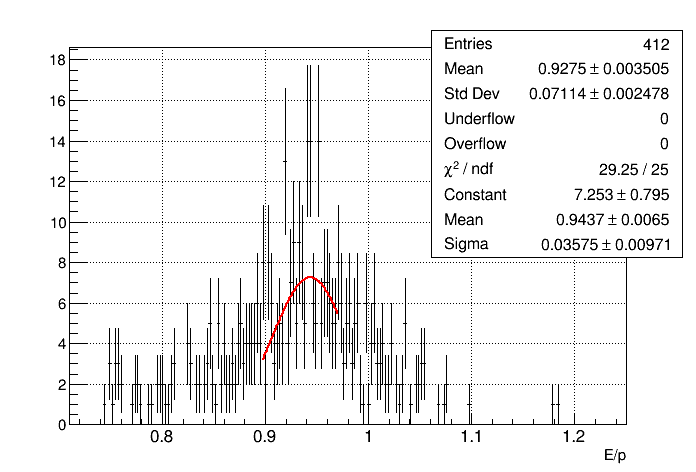 Entries 412
Mean 0.9275 ± 0.003505
Std Dev 0.07114 ± 0.002478
Underflow 0
Overflow 0
χ² / ndf 29.25 / 25
Constant 7.253 ± 0.795
Mean 0.9437 ± 0.0065
Sigma 0.03575 ± 0.00971
18
16
14
12
10
8
6
4
2
0
0.8 0.9 1 1.1 1.2
E/p